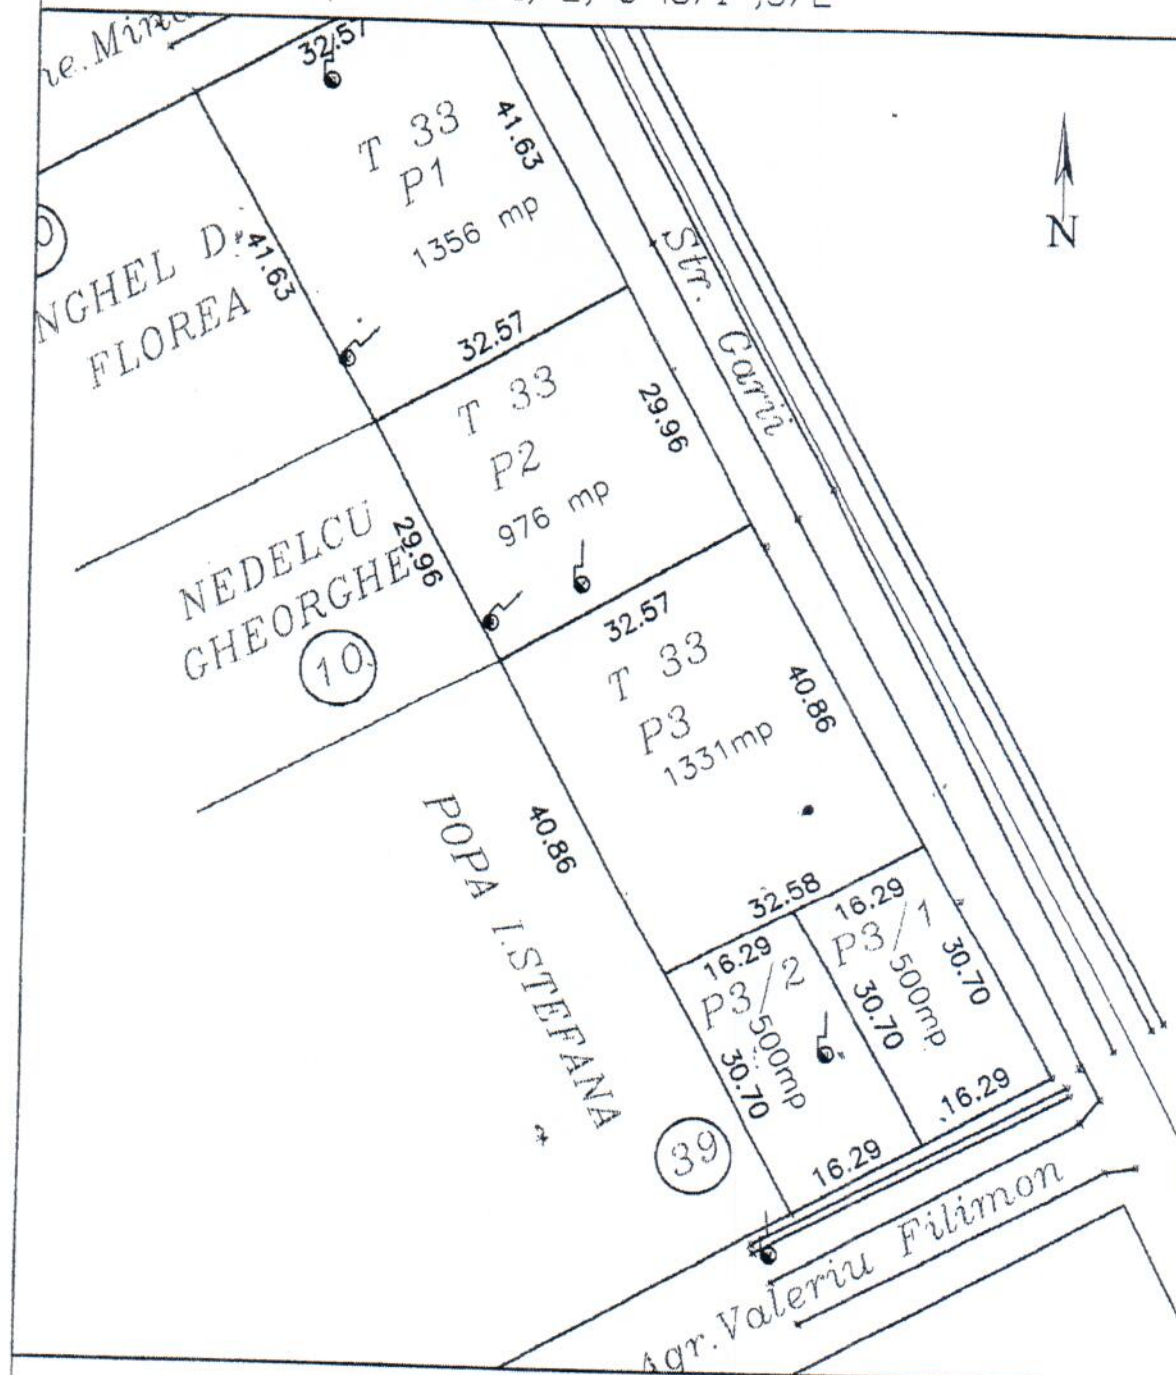 32.57
T 33
P1
1356 mp
41.63
41.63
N
NGHEL D.
FLOREA
Str. Garii
32.57
T 33
P2
976 mp
29.96
29.96
NEDELCU
GHEORGHE
10
32.57
T 33
P3
1331mp
40.86
40.86
POPA I.STEFANA
32.58
16.29
P3/1
500mp
30.70
30.70
16.29
P3/2
500mp
30.70
16.29
16.29
39
Agr. Valeriu Filimon